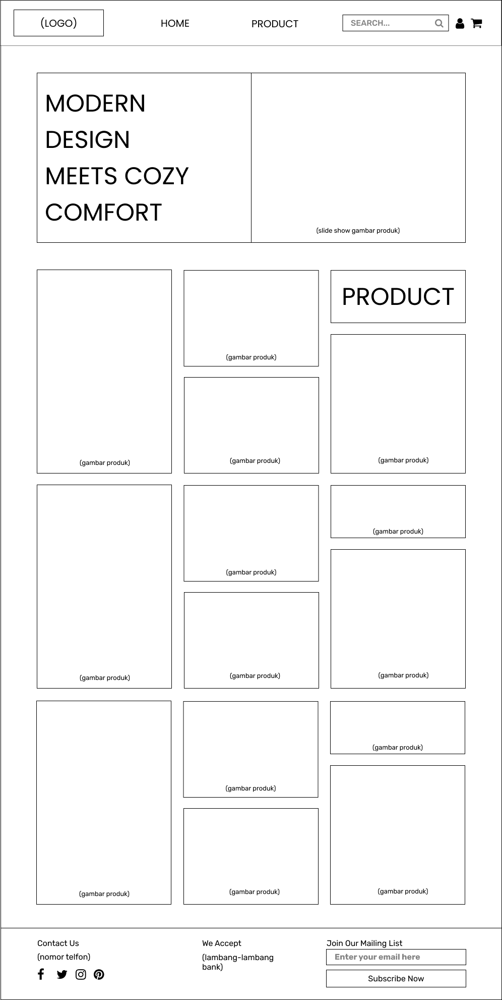 (LOGO)
HOME
PRODUCT
SEARCH...
MODERN
DESIGN
MEETS COZY
COMFORT
(slide show gambar produk)
PRODUCT
(gambar produk)
(gambar produk)
(gambar produk)
(gambar produk)
(gambar produk)
(gambar produk)
(gambar produk)
(gambar produk)
(gambar produk)
(gambar produk)
(gambar produk)
(gambar produk)
(gambar produk)
(gambar produk)
Contact Us
(nomor telfon)
We Accept
(lambang-lambang
bank)
Join Our Mailing List
Enter your email here
Subscribe Now